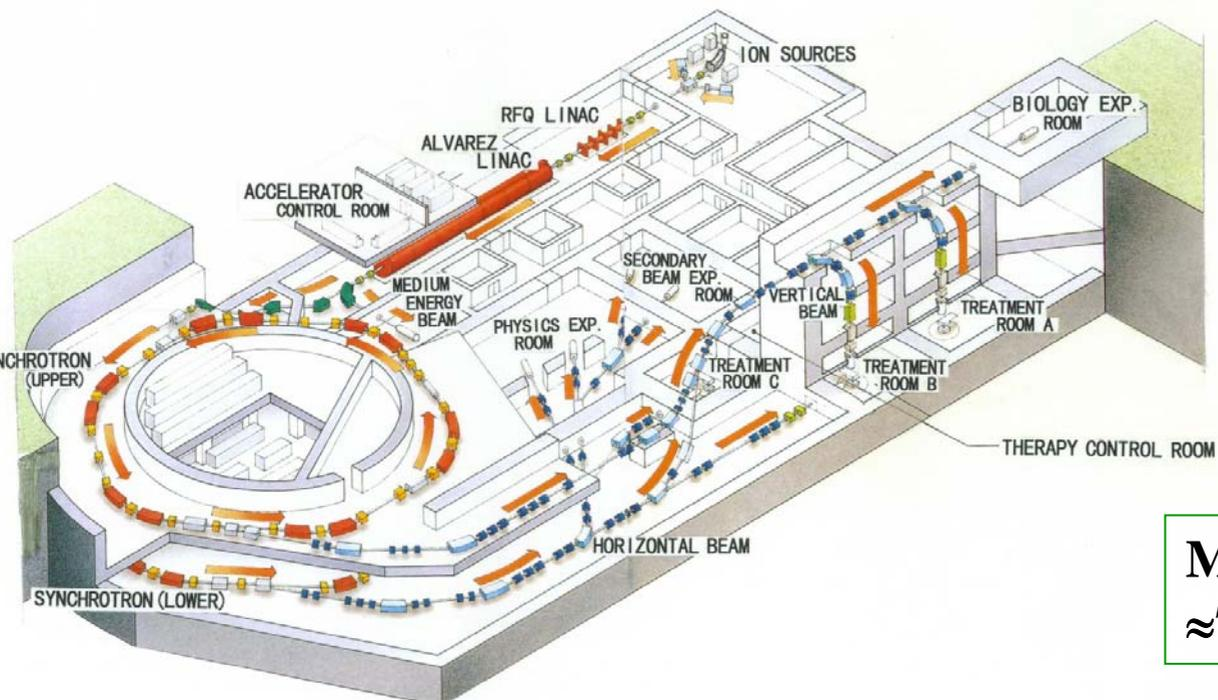 ION SOURCES
RFQ LINAC
ALVAREZ
LINAC
ACCELERATOR
CONTROL ROOM
BIOLOGY EXP.
ROOM
SECONDARY
BEAM EXP.
ROOM
MEDIUM
ENERGY
BEAM
VERTICAL
BEAM
PHYSICS EXP.
ROOM
TREATMENT
ROOM A
(UPPER)
TREATMENT
ROOM C
TREATMENT
ROOM B
THERAPY CONTROL ROOM
HORIZONTAL BEAM
SYNCHROTRON (LOWER)